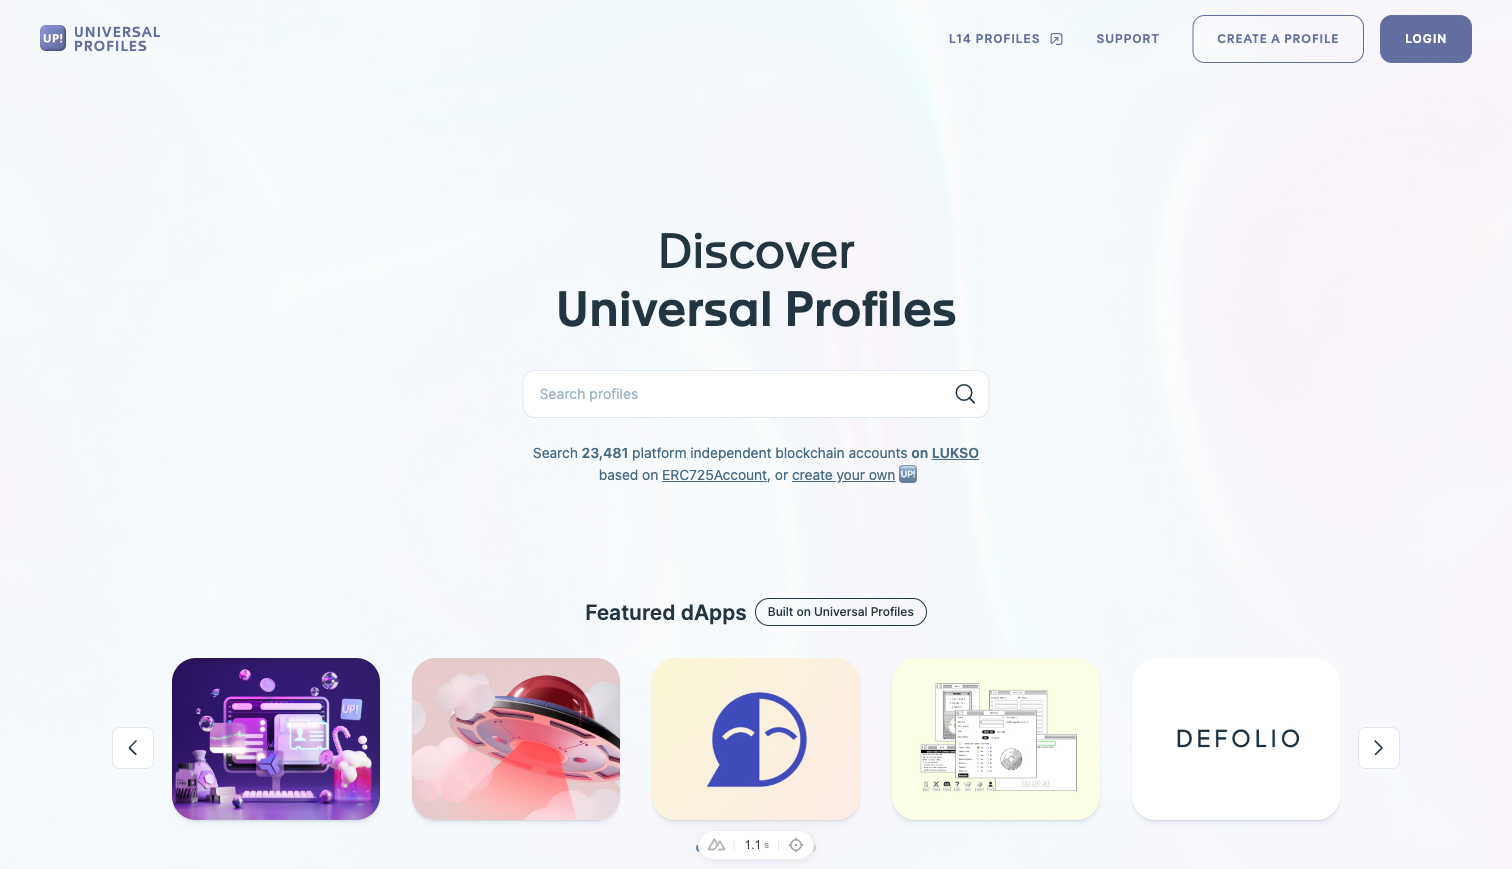 UP!
UNIVERSAL
PROFILES
L14 PROFILES
SUPPORT
CREATE A PROFILE
LOGIN
Discover
Universal Profiles
Search profiles
Search 23,481 platform independent blockchain accounts on LUKSO
based on ERC725Account, or create your own UP!
Featured dApps
Built on Universal Profiles
UP!
DEFOLIO
1.1 s